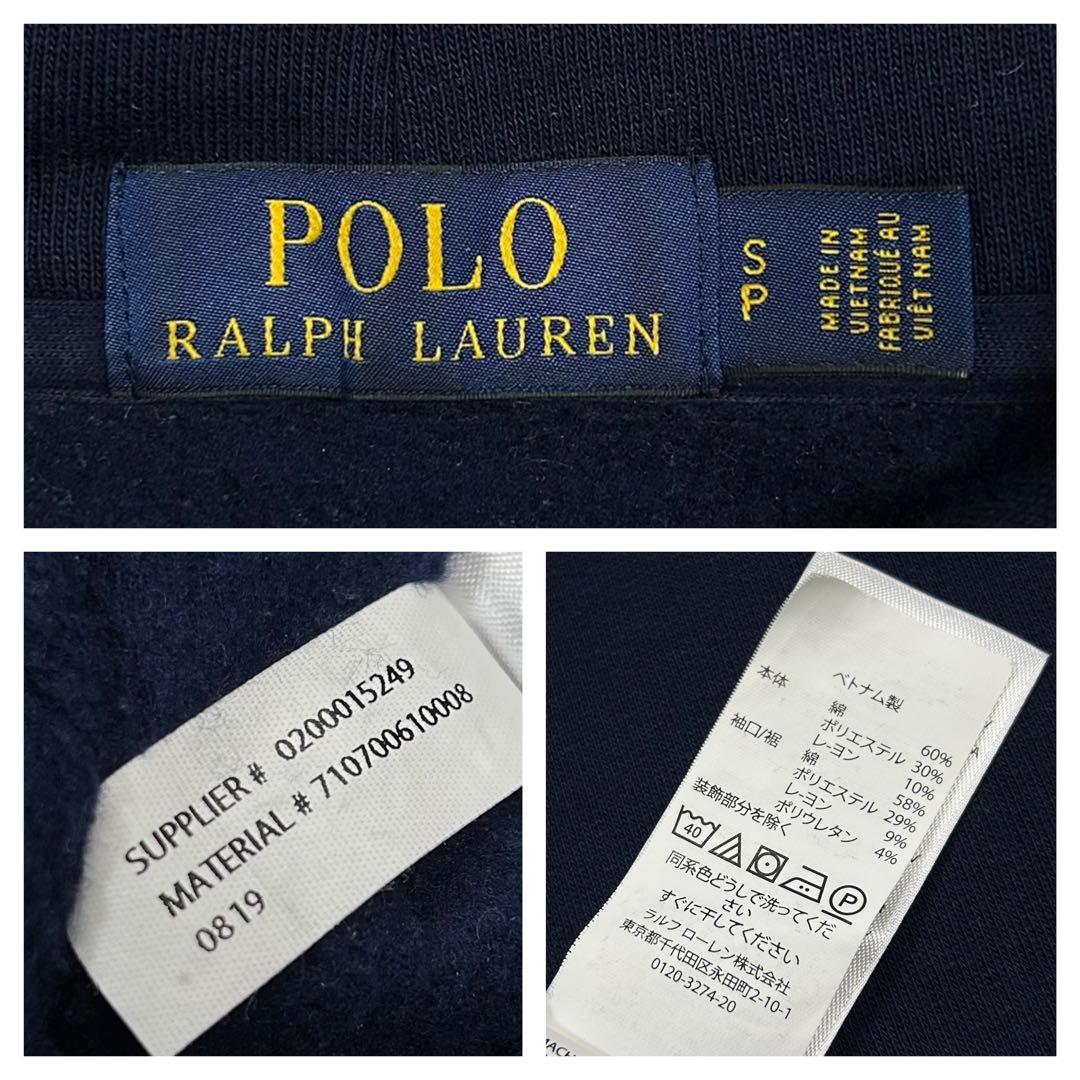 POLO
RALPH LAUREN
S
P
MADE IN
VIETNAM
FABRIQUÉ AU
VIÊT NAM
SUPPLIER # 0200015249
MATERIAL # 710700610008
0819
ベトナム製
本体 綿 60%
ポリエステル 30%
レ-ヨン 10%
袖口/裾 綿 58%
ポリエステル 29%
レ-ヨン 9%
ポリウレタン 4%
装飾部分を除く
40
P
同系色どうしで洗ってくだ
さい
すぐに干してください
ラルフ ローレン株式会社
東京都千代田区永田町2-10-1
0120-3274-20
MACH